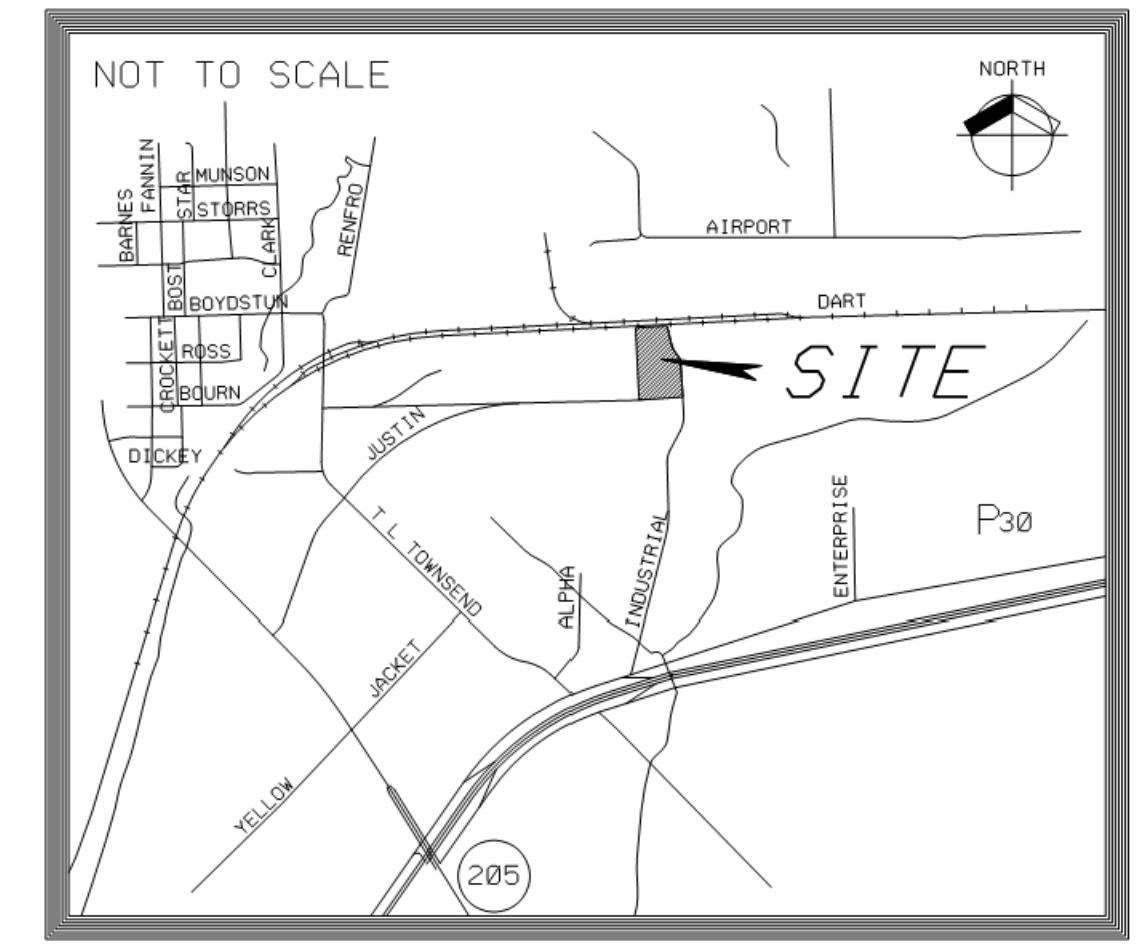 NOT TO SCALE
NORTH
FANNIN
STAR
MUNSON
BARNES
STORRS
RENFRO
CLARK
AIRPORT
BOST
BOYDSTUN
DART
CROCKETT
ROSS
SITE
BOURN
JUSTIN
DICKEY
ENTERPRISE
P30
T L TOWNSEND
INDUSTRIAL
ALPHA
YELLOW JACKET
205